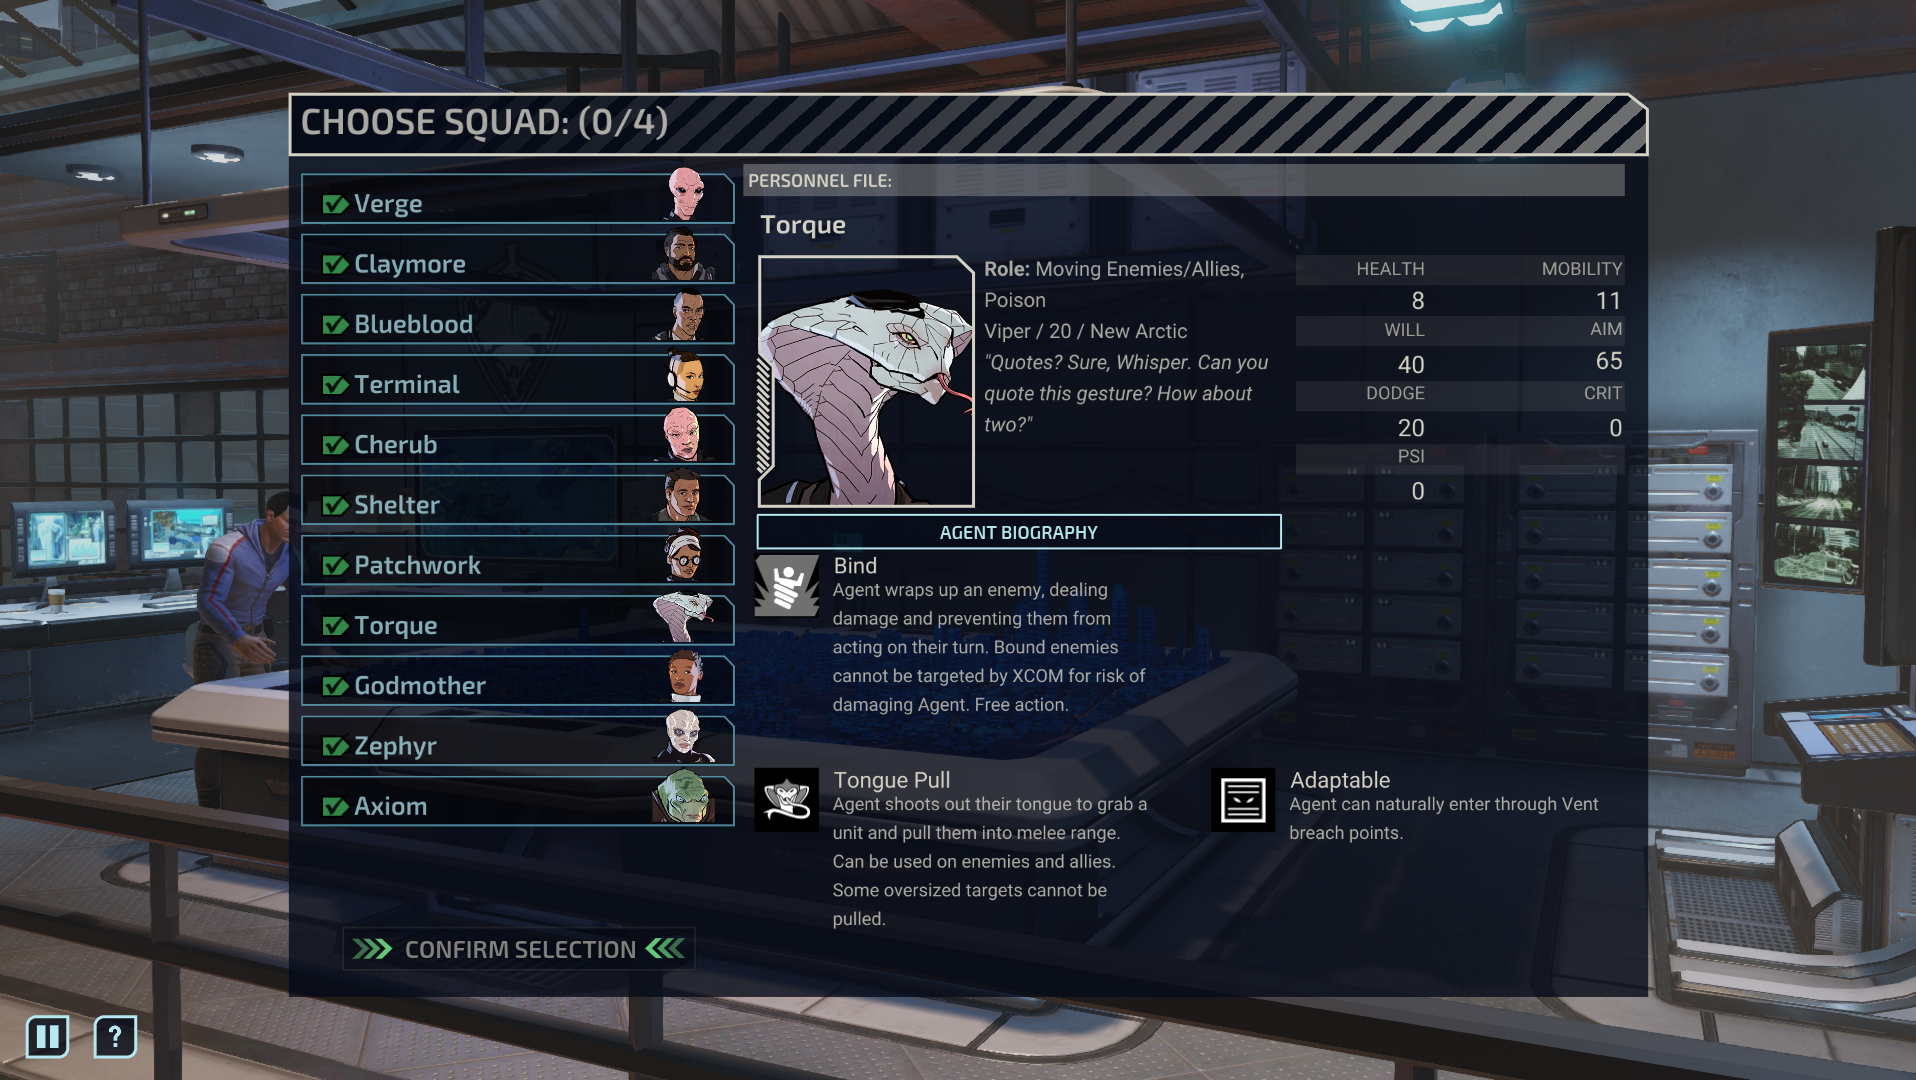 CHOOSE SQUAD: (0/4)
Verge
Claymore
Blueblood
Terminal
Cherub
Shelter
Patchwork
Torque
Godmother
Zephyr
Axiom
CONFIRM SELECTION
PERSONNEL FILE:
Torque
Role: Moving Enemies/Allies,
Poison
Viper / 20 / New Arctic
"Quotes? Sure, Whisper. Can you
quote this gesture? How about
two?"
HEALTH MOBILITY
8 11
WILL AIM
40 65
DODGE CRIT
20 0
PSI
0
AGENT BIOGRAPHY
Bind
Agent wraps up an enemy, dealing
damage and preventing them from
acting on their turn. Bound enemies
cannot be targeted by XCOM for risk of
damaging Agent. Free action.
Tongue Pull
Agent shoots out their tongue to grab a
unit and pull them into melee range.
Can be used on enemies and allies.
Some oversized targets cannot be
pulled.
Adaptable
Agent can naturally enter through Vent
breach points.
?